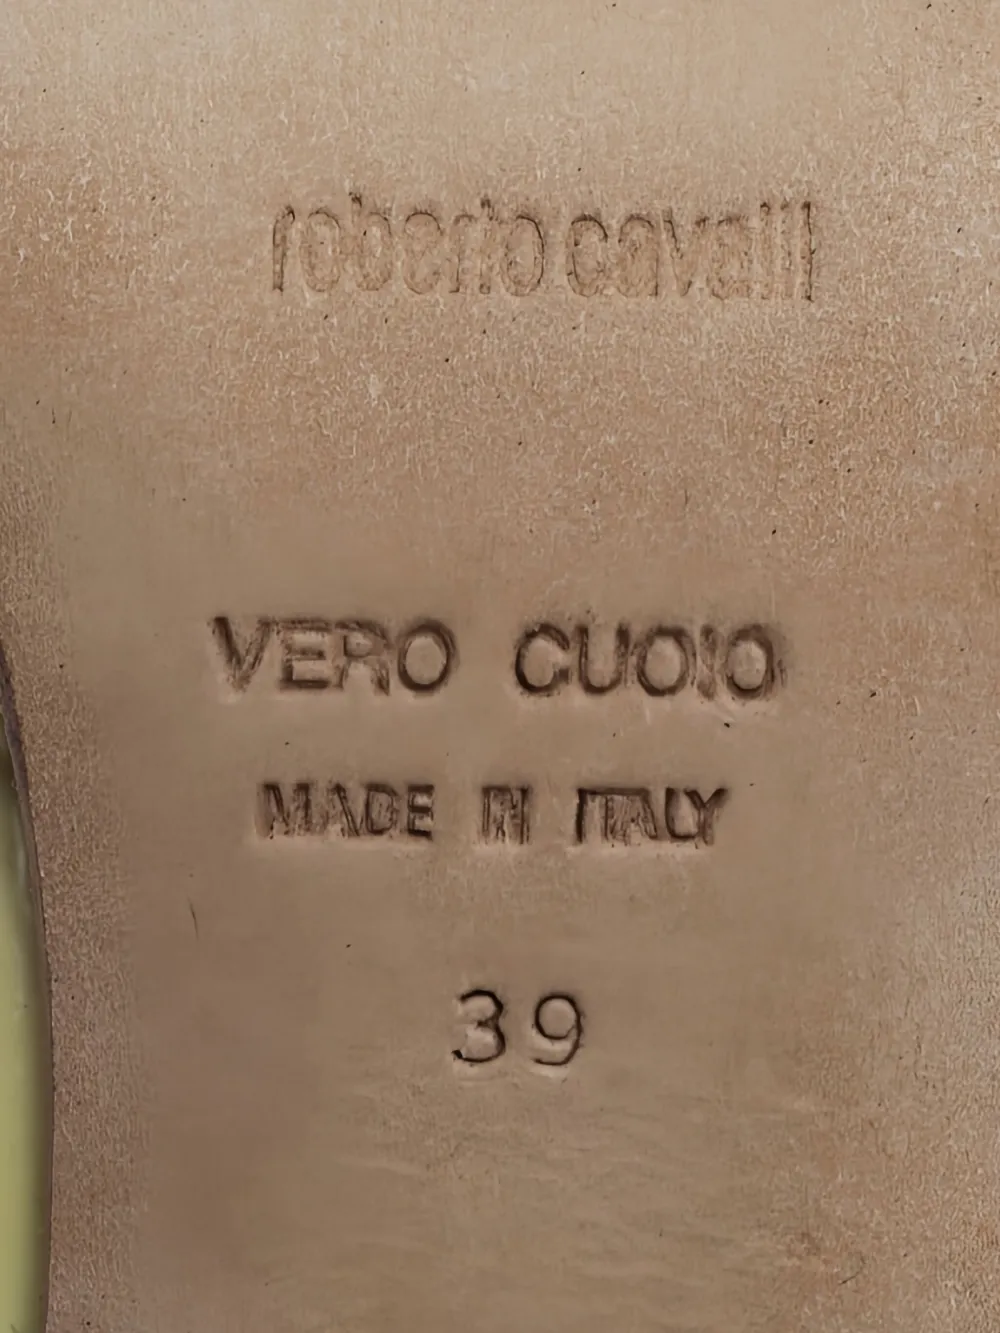 roberto cavalli
VERO CUOIO
MADE IN ITALY
39